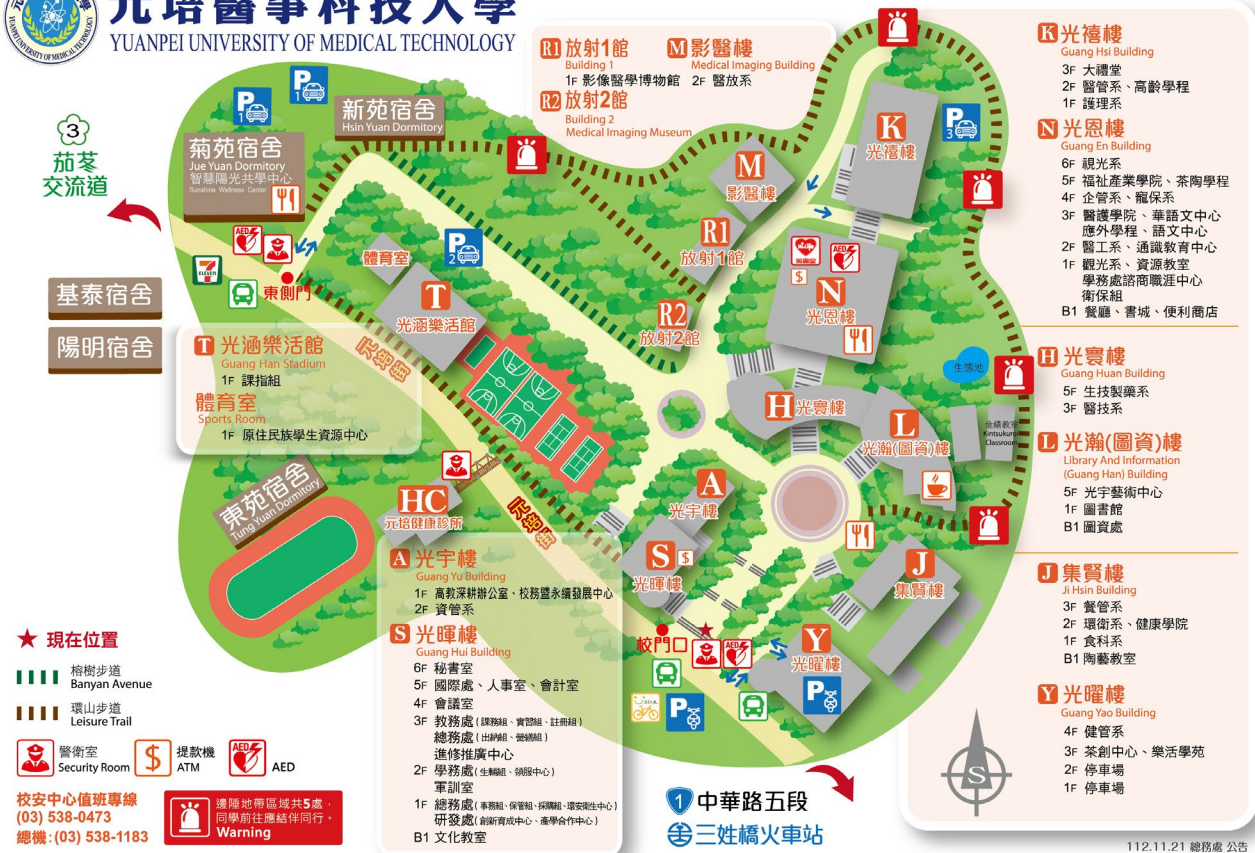 元培醫事科技大學
YUANPEI UNIVERSITY OF MEDICAL TECHNOLOGY
R1 放射1館
Building 1
1F 影像醫學博物館
R2 放射2館
Building 2
Medical Imaging Museum
M 影醫樓
Medical Imaging Building
2F 醫放系
K 光禧樓
Guang Hsi Building
3F 大禮堂
2F 醫管系、高齡學程
1F 護理系
N 光恩樓
Guang En Building
6F 視光系
5F 福祉產業學院、茶陶學程
4F 企管系、寵保系
3F 醫護學院、華語文中心
應外學程、語文中心
2F 醫工系、通識教育中心
1F 觀光系、資源教室
學務處諮商職涯中心
衛保組
B1 餐廳、書城、便利商店
H 光寰樓
Guang Huan Building
5F 生技製藥系
3F 醫技系
L 光瀚(圖資)樓
Library And Information
(Guang Han) Building
5F 光宇藝術中心
1F 圖書館
B1 圖資處
J 集賢樓
Ji Hsin Building
3F 餐管系
2F 環衛系、健康學院
1F 食科系
B1 陶藝教室
Y 光曜樓
Guang Yao Building
4F 健管系
3F 茶創中心、樂活學苑
2F 停車場
1F 停車場
S
3
茄苳
交流道
P1
P1
新苑宿舍
Hsin Yuan Dormitory
菊苑宿舍
Jue Yuan Dormitory
智慧陽光共學中心
Sunshine Wellness Center
AED
7
ELEVEN
東側門
體育室
P2
T
光涵樂活館
元培街
基泰宿舍
陽明宿舍
T 光涵樂活館
Guang Han Stadium
1F 課指組
體育室
Sports Room
1F 原住民族學生資源中心
K
光禧樓
P3
M
影醫樓
R1
放射1館
R2
放射2館
AED
$
N
光恩樓
生態池
H 光寰樓
L
光瀚(圖資)樓
金繕教室
Kintsukuroi
Classroom
東苑宿舍
Tung Yuan Dormitory
HC
元培健康診所
元培街
A
光宇樓
S $
光暉樓
J
集賢樓
Y
光曜樓
P
校門口
AED
P
A 光宇樓
Guang Yu Building
1F 高教深耕辦公室、校務暨永續發展中心
2F 資管系
S 光暉樓
Guang Hui Building
6F 秘書室
5F 國際處、人事室、會計室
4F 會議室
3F 教務處(課務組、實習組、註冊組)
總務處(出納組、營繕組)
進修推廣中心
2F 學務處(生輔組、領服中心)
軍訓室
1F 總務處(事務組、保管組、採購組、環安衛生中心)
研發處(創新育成中心、產學合作中心)
B1 文化教室
★ 現在位置
榕樹步道
Banyan Avenue
環山步道
Leisure Trail
警衛室
Security Room
$ 提款機
ATM
AED AED
校安中心值班專線
(03) 538-0473
總機:(03) 538-1183
邊陲地帶區域共5處，
同學前往應結伴同行。
Warning
1 中華路五段
三姓橋火車站
112.11.21 總務處 公告